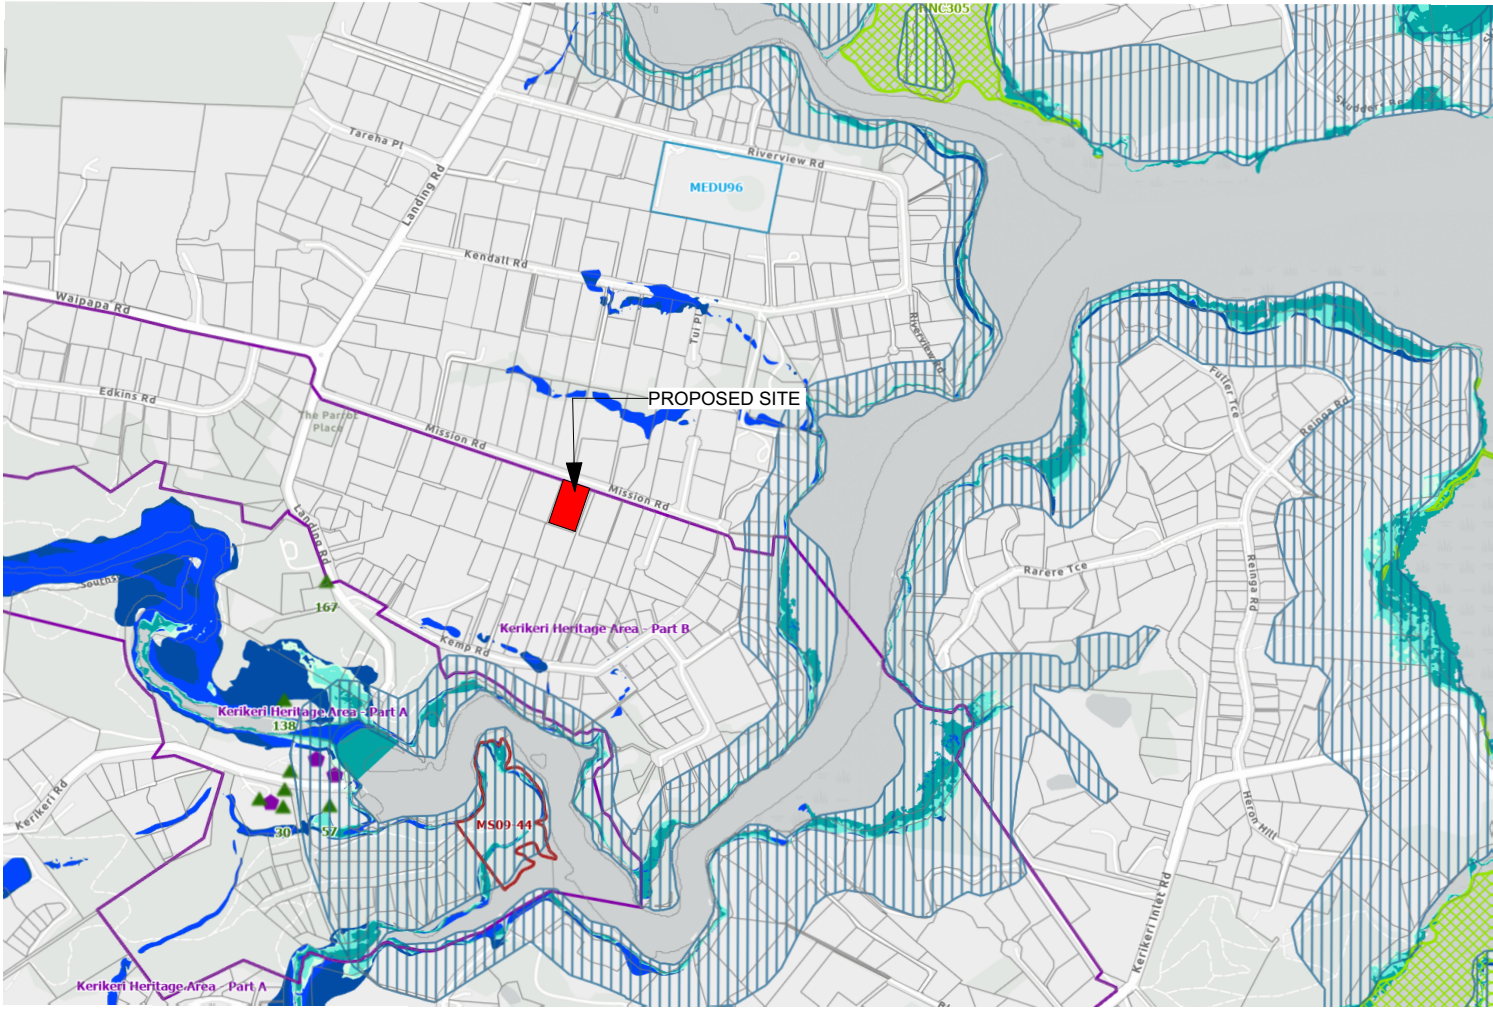 HNC305
Skudders Rd
Tareha Pl
Riverview Rd
MEDU96
Landing Rd
Kendall Rd
Waipapa Rd
Tui Pl
Riverview Rd
Edkins Rd
PROPOSED SITE
Fuller Tce
Reinga Rd
The Parrot
Place
Mission Rd
Mission Rd
Landing Rd
Rarere Tce
Reinga Rd
167
Kerikeri Heritage Area - Part B
Kemp Rd
Kerikeri Heritage Area - Part A
138
Kerikeri Rd
MS09-44
30
57
Heron Hill
Kerikeri Inlet Rd
Kerikeri Heritage Area - Part A